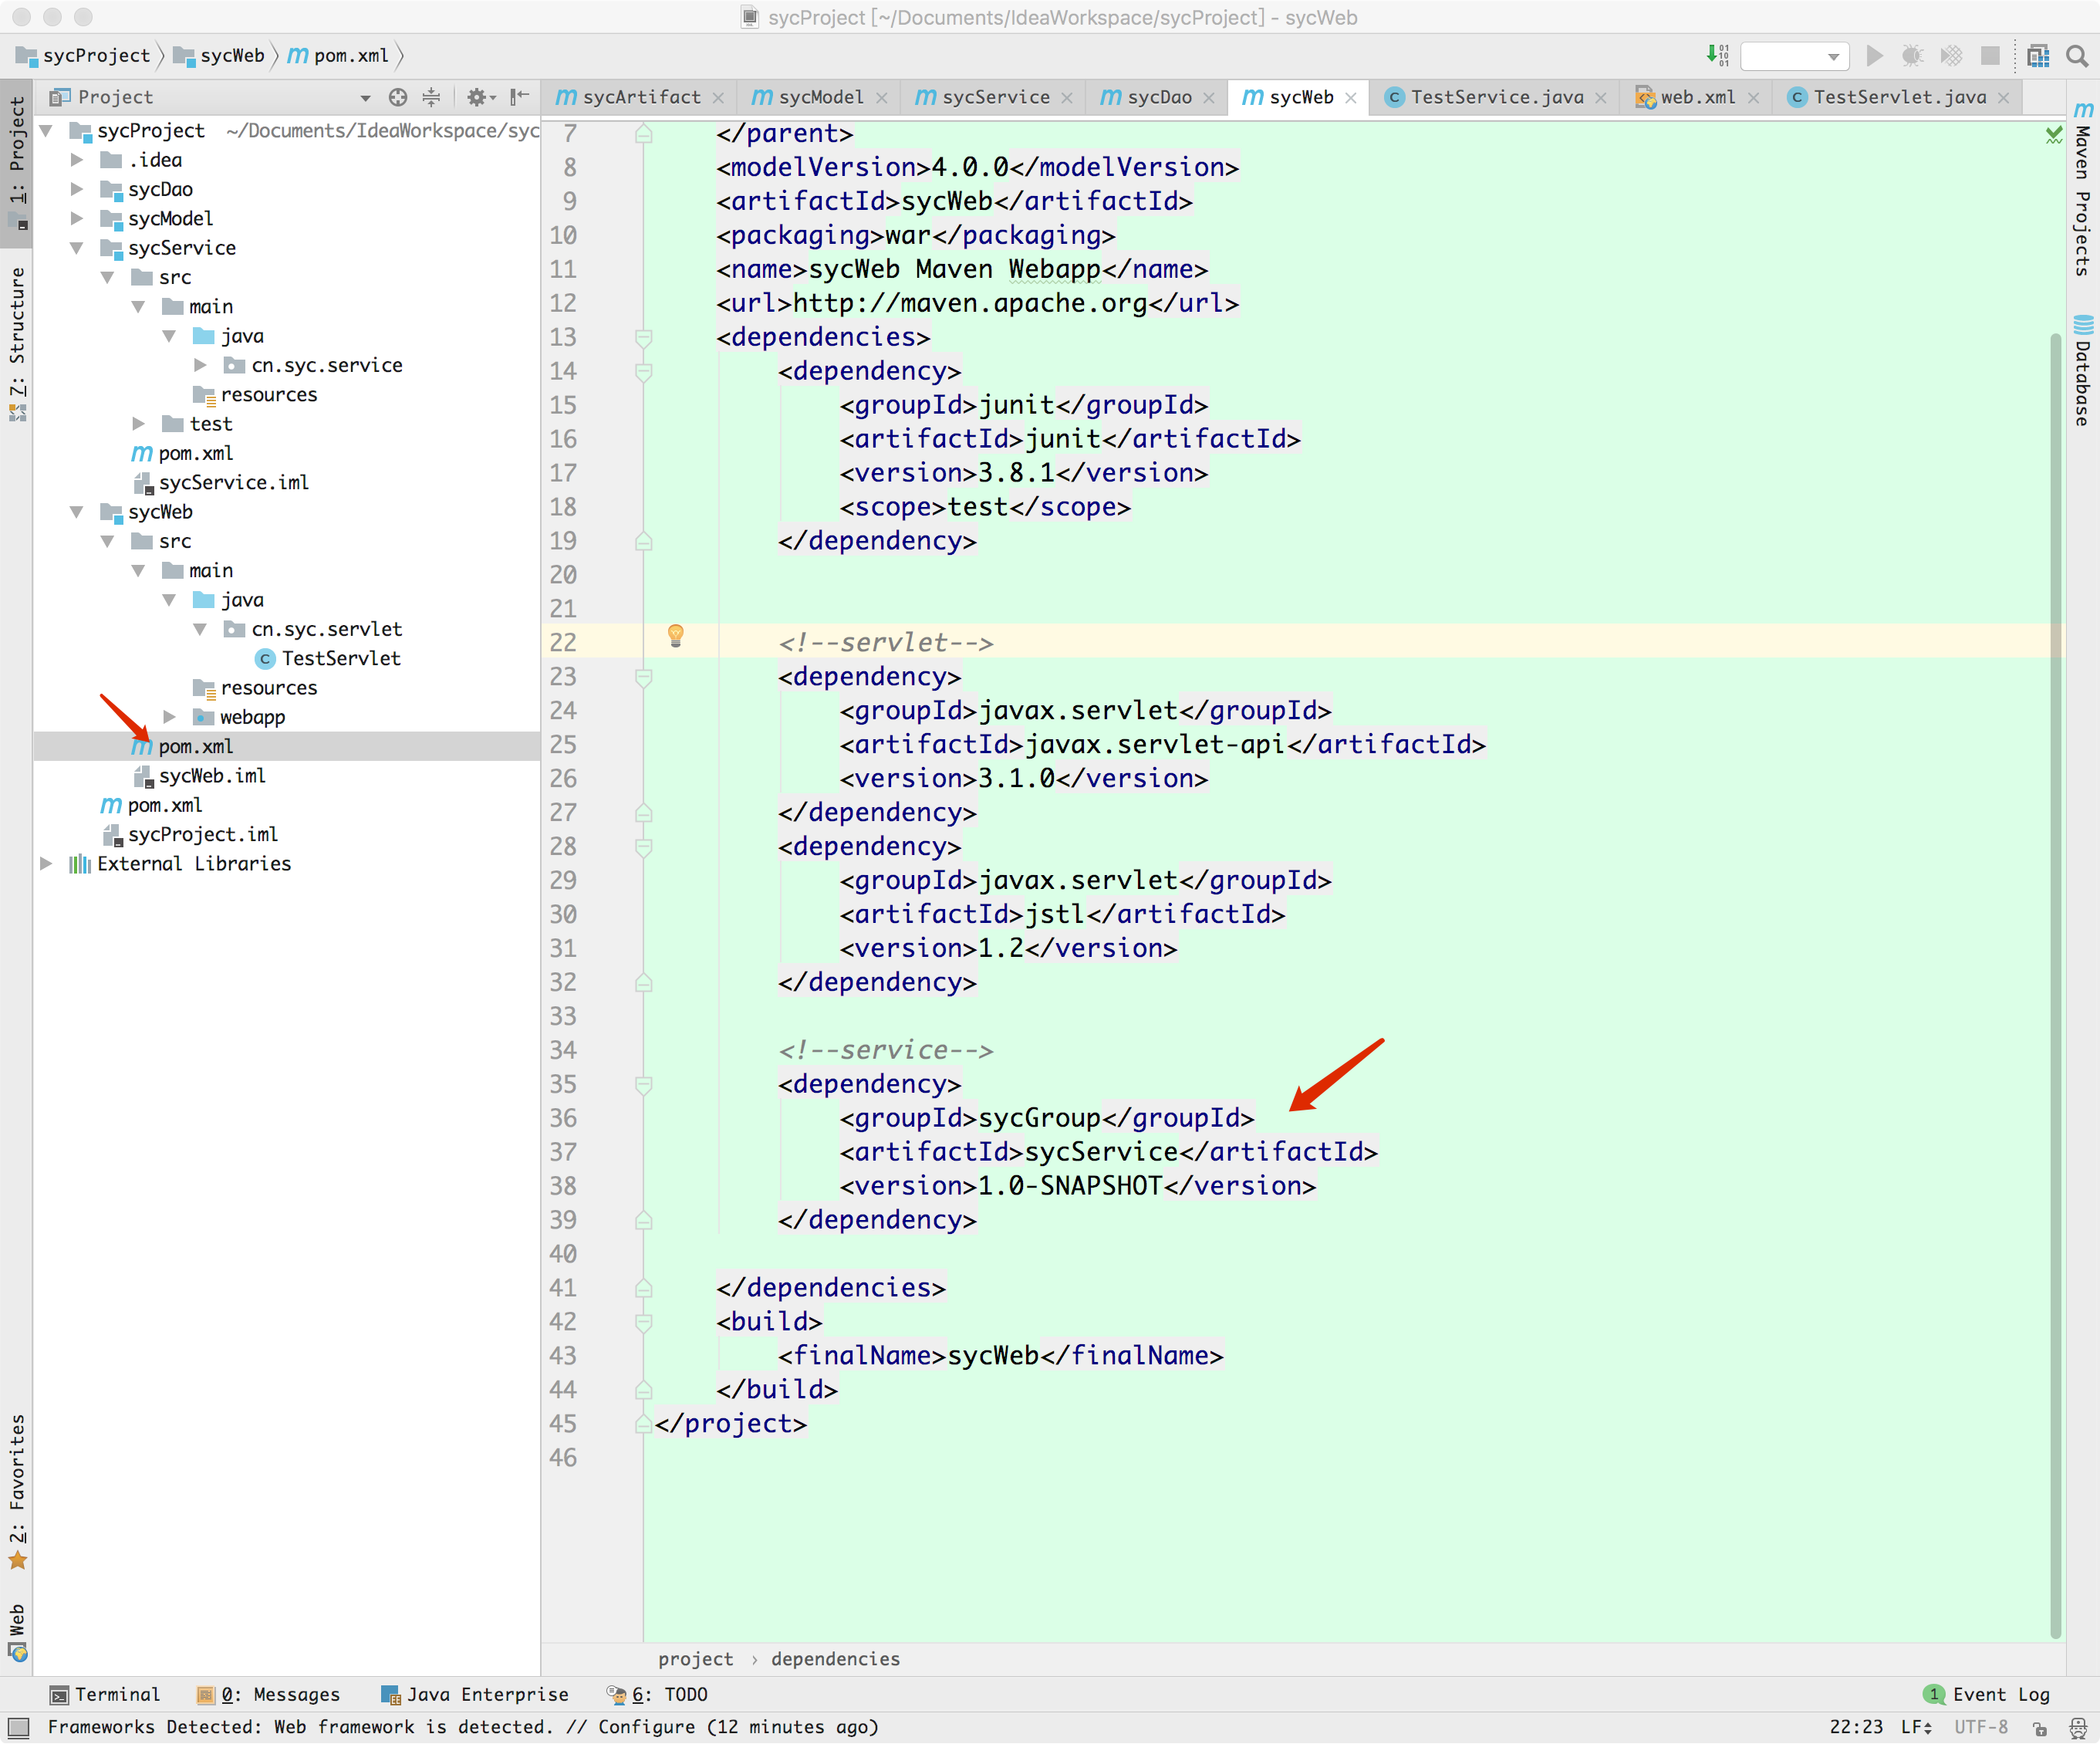 sycProject [~/Documents/IdeaWorkspace/sycProject] - sycWeb
sycProject sycWeb pom.xml
1: Project
Z: Structure
2: Favorites
Web
Project
sycProject ~/Documents/IdeaWorkspace/syc
.idea
sycDao
sycModel
sycService
src
main
java
cn.syc.service
resources
test
pom.xml
sycService.iml
sycWeb
src
main
java
cn.syc.servlet
TestServlet
resources
webapp
pom.xml
sycWeb.iml
pom.xml
sycProject.iml
External Libraries
sycArtifact sycModel sycService sycDao sycWeb TestService.java web.xml TestServlet.java
7 </parent>
8 <modelVersion>4.0.0</modelVersion>
9 <artifactId>sycWeb</artifactId>
10 <packaging>war</packaging>
11 <name>sycWeb Maven Webapp</name>
12 <url>http://maven.apache.org</url>
13 <dependencies>
14 <dependency>
15 <groupId>junit</groupId>
16 <artifactId>junit</artifactId>
17 <version>3.8.1</version>
18 <scope>test</scope>
19 </dependency>
20
21
22 <!--servlet-->
23 <dependency>
24 <groupId>javax.servlet</groupId>
25 <artifactId>javax.servlet-api</artifactId>
26 <version>3.1.0</version>
27 </dependency>
28 <dependency>
29 <groupId>javax.servlet</groupId>
30 <artifactId>jstl</artifactId>
31 <version>1.2</version>
32 </dependency>
33
34 <!--service-->
35 <dependency>
36 <groupId>sycGroup</groupId>
37 <artifactId>sycService</artifactId>
38 <version>1.0-SNAPSHOT</version>
39 </dependency>
40
41 </dependencies>
42 <build>
43 <finalName>sycWeb</finalName>
44 </build>
45 </project>
46
project › dependencies
Maven Projects
Database
Terminal 0: Messages Java Enterprise 6: TODO 1 Event Log
Frameworks Detected: Web framework is detected. // Configure (12 minutes ago) 22:23 LF UTF-8